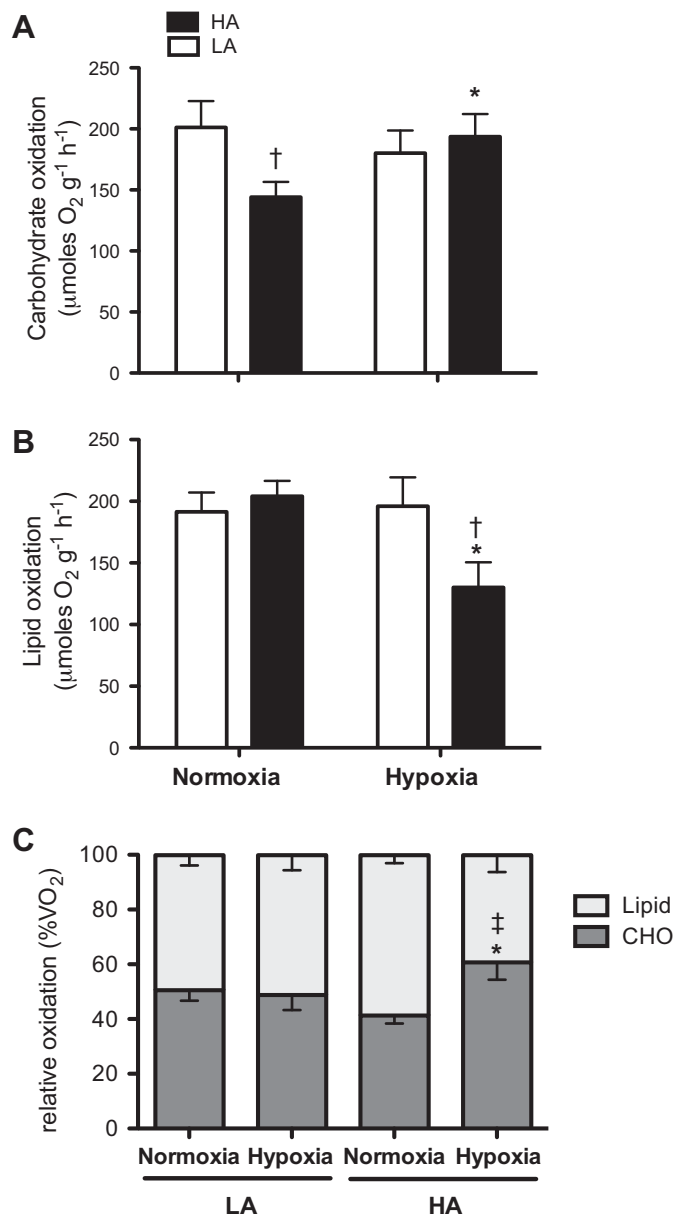 A
HA
LA
Carbohydrate oxidation
(μmoles O₂ g⁻¹ h⁻¹)
250
200
150
100
50
0
†
*
B
Lipid oxidation
(μmoles O₂ g⁻¹ h⁻¹)
250
200
150
100
50
0
†
*
Normoxia Hypoxia
C
relative oxidation (%VO₂)
100
80
60
40
20
0
‡
*
Lipid
CHO
Normoxia Hypoxia Normoxia Hypoxia
LA HA